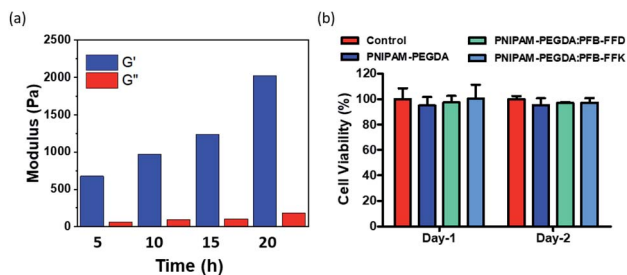 (a)
G'
G"
2500
2000
1500
1000
500
0
Modulus (Pa)
5 10 15 20
Time (h)
(b)
Control
PNIPAM-PEGDA
PNIPAM-PEGDA:PFB-FFD
PNIPAM-PEGDA:PFB-FFK
120
100
80
60
40
20
0
Cell Viability (%)
Day-1 Day-2